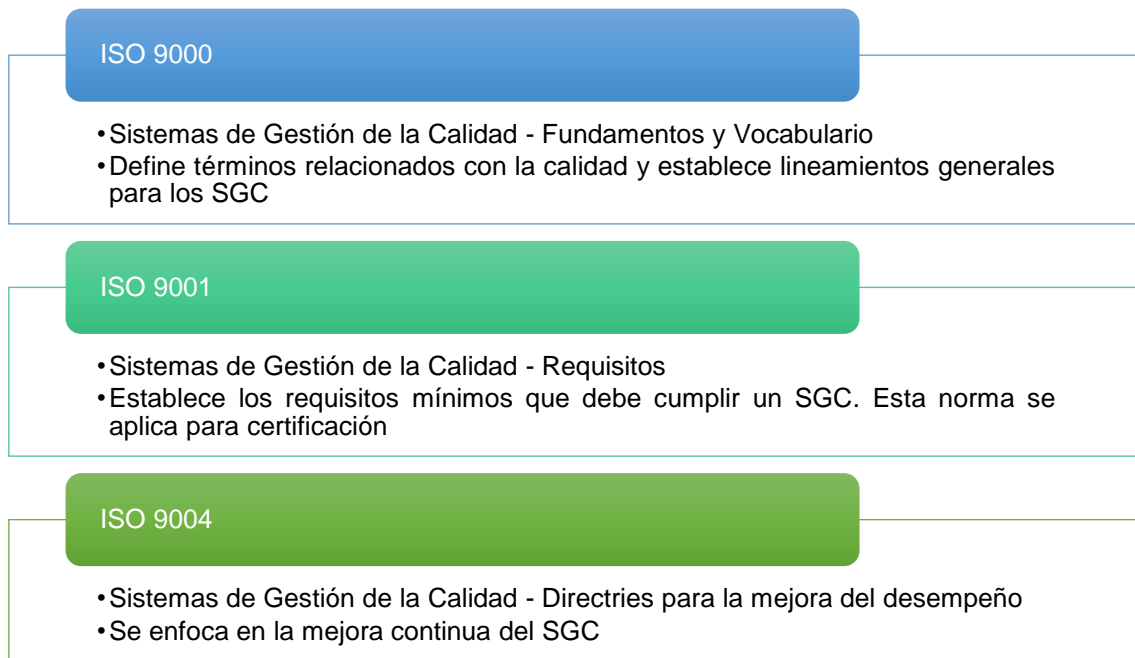 ISO 9000
•Sistemas de Gestión de la Calidad - Fundamentos y Vocabulario
•Define términos relacionados con la calidad y establece lineamientos generales
para los SGC
ISO 9001
•Sistemas de Gestión de la Calidad - Requisitos
•Establece los requisitos mínimos que debe cumplir un SGC. Esta norma se
aplica para certificación
ISO 9004
•Sistemas de Gestión de la Calidad - Directries para la mejora del desempeño
•Se enfoca en la mejora continua del SGC